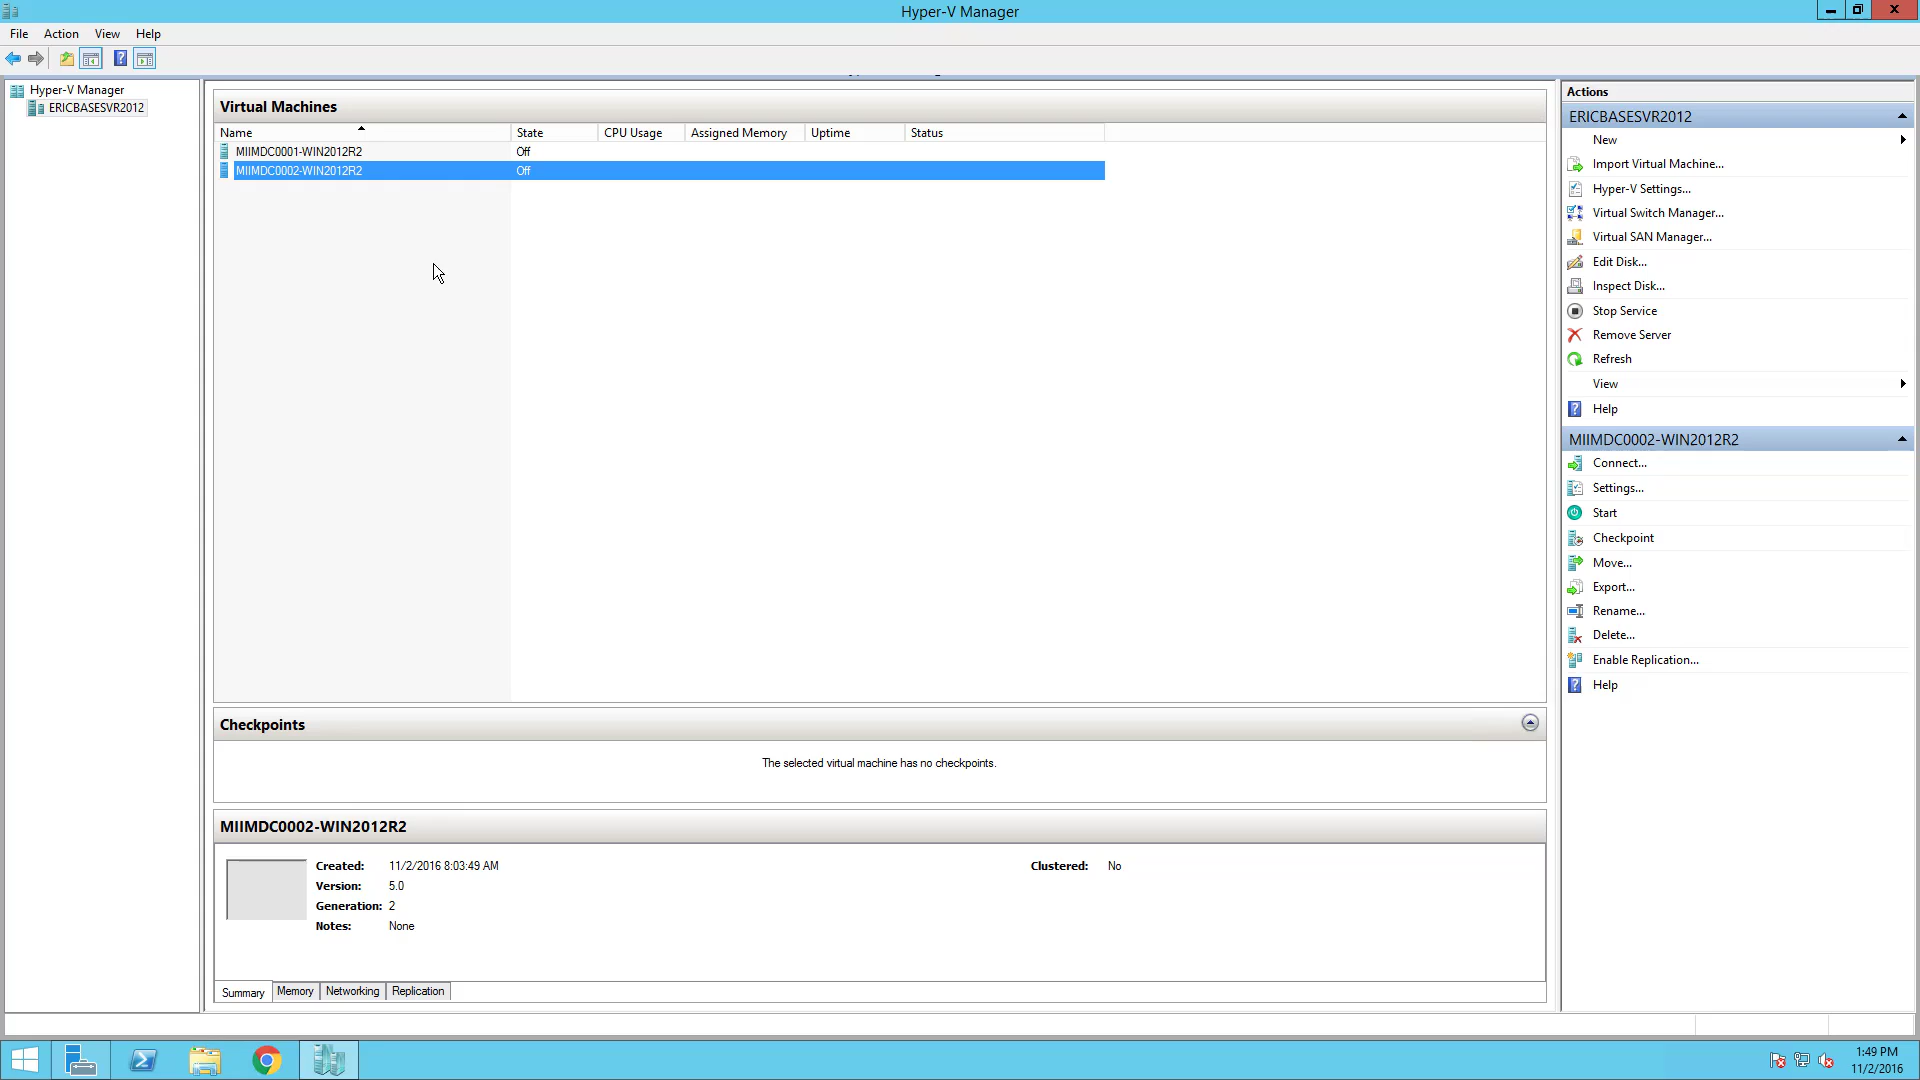 Hyper-V Manager
File Action View Help
Hyper-V Manager
ERICBASESVR2012
Virtual Machines
Name State CPU Usage Assigned Memory Uptime Status
MIIMDC0001-WIN2012R2 Off
MIIMDC0002-WIN2012R2 Off
Checkpoints
The selected virtual machine has no checkpoints.
MIIMDC0002-WIN2012R2
Created: 11/2/2016 8:03:49 AM Clustered: No
Version: 5.0
Generation: 2
Notes: None
Summary Memory Networking Replication
Actions
ERICBASESVR2012
New
Import Virtual Machine...
Hyper-V Settings...
Virtual Switch Manager...
Virtual SAN Manager...
Edit Disk...
Inspect Disk...
Stop Service
Remove Server
Refresh
View
Help
MIIMDC0002-WIN2012R2
Connect...
Settings...
Start
Checkpoint
Move...
Export...
Rename...
Delete...
Enable Replication...
Help
1:49 PM
11/2/2016